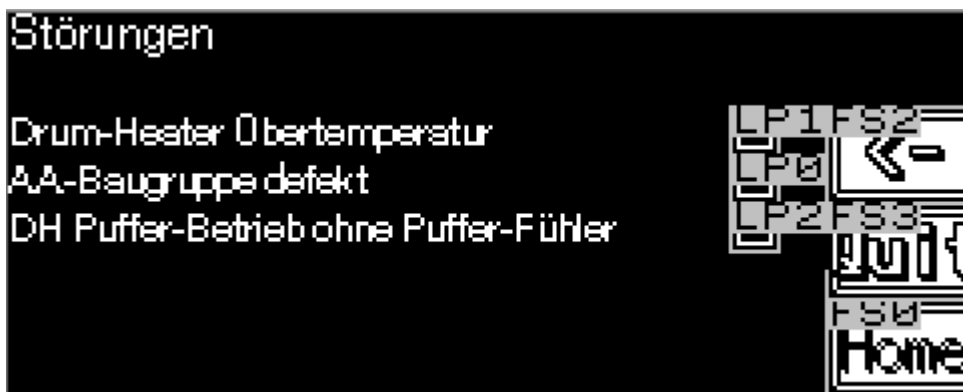 Störungen
Drum-Heater Übertemperatur
AA-Baugruppe defekt
DH Puffer-Betrieb ohne Puffer-Fühler
LP1 FS2
<-
LP0
LP2 FS3
quit
FS0
Home